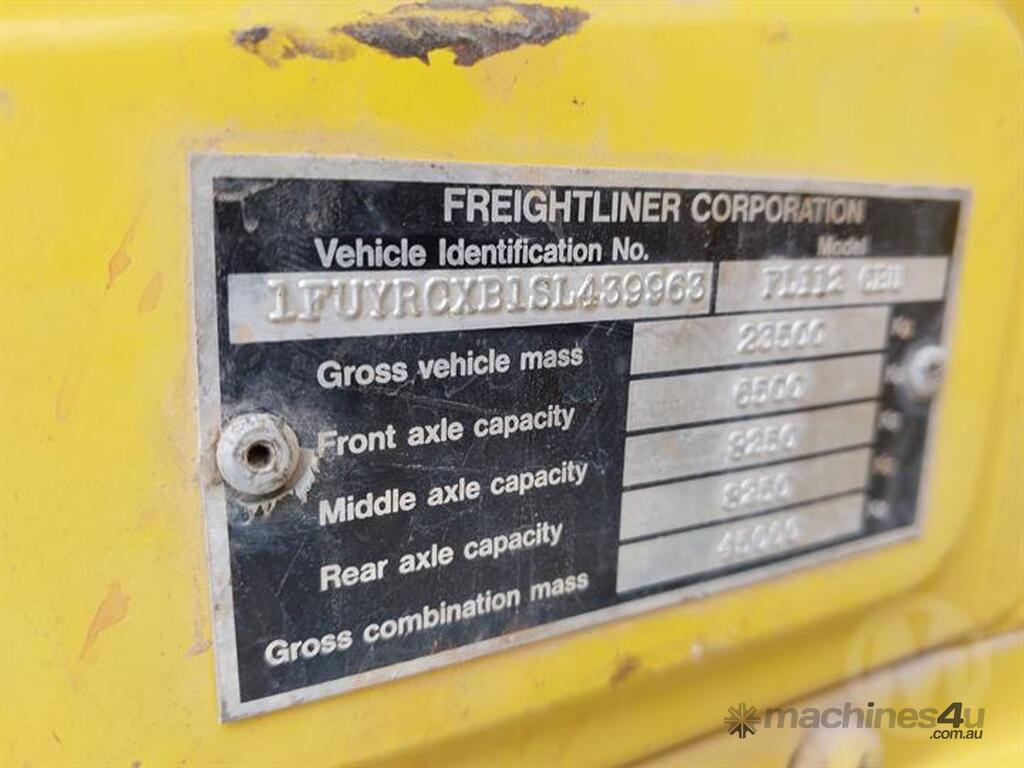 FREIGHTLINER CORPORATION
Vehicle Identification No. Model
1FUYRCXB1SL439963 FL112
Gross vehicle mass 23500 Kg
Front axle capacity 6500
Middle axle capacity 8250
Rear axle capacity 8250
Gross combination mass 45000
machines4u
.com.au